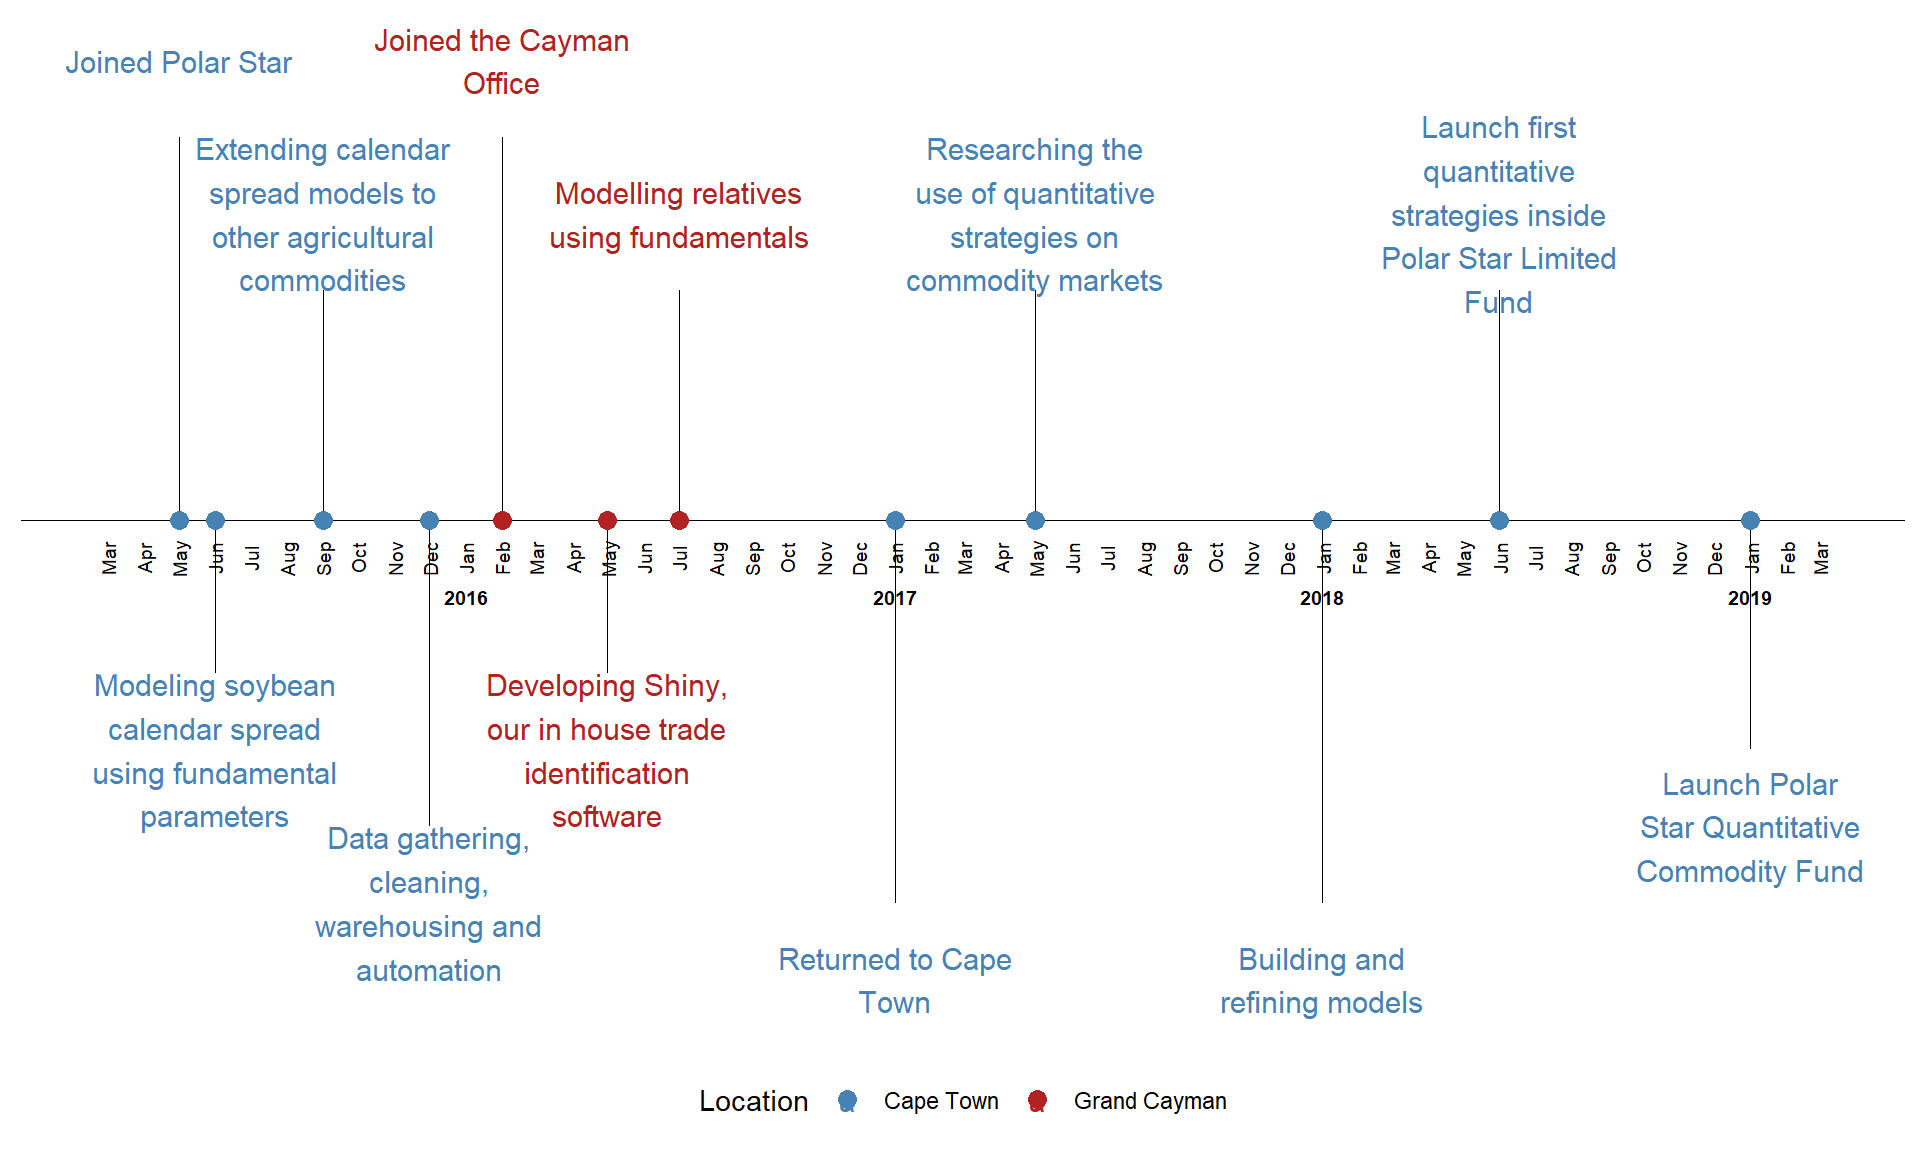 Joined Polar Star
Joined the Cayman
Office
Extending calendar
spread models to
other agricultural
commodities
Modelling relatives
using fundamentals
Researching the
use of quantitative
strategies on
commodity markets
Launch first
quantitative
strategies inside
Polar Star Limited
Fund
Mar Apr May Jun Jul Aug Sep Oct Nov Dec Jan Feb Mar Apr May Jun Jul Aug Sep Oct Nov Dec Jan Feb Mar Apr May Jun Jul Aug Sep Oct Nov Dec Jan Feb Mar Apr May Jun Jul Aug Sep Oct Nov Dec Jan Feb Mar
2016 2017 2018 2019
Modeling soybean
calendar spread
using fundamental
parameters
Data gathering,
cleaning,
warehousing and
automation
Developing Shiny,
our in house trade
identification
software
Returned to Cape
Town
Building and
refining models
Launch Polar
Star Quantitative
Commodity Fund
Location Cape Town Grand Cayman